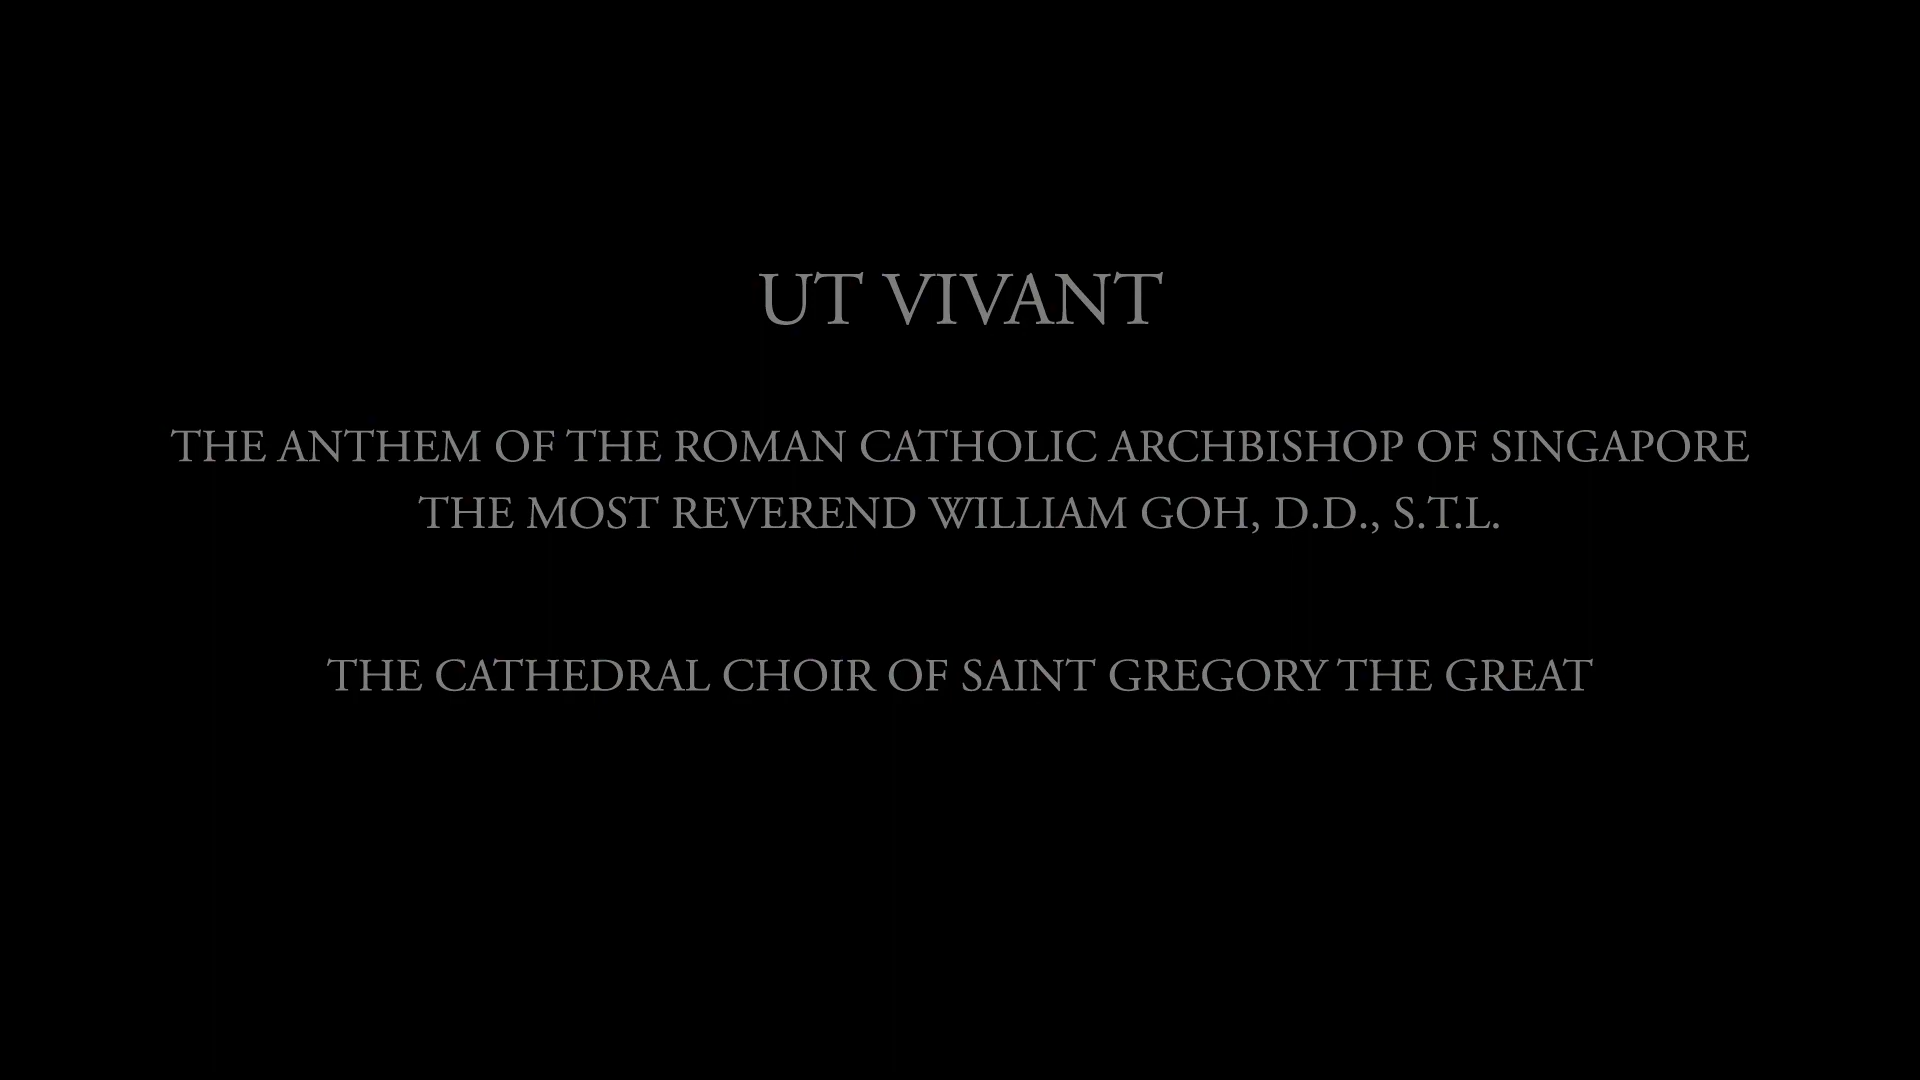 UT VIVANT
THE ANTHEM OF THE ROMAN CATHOLIC ARCHBISHOP OF SINGAPORE
THE MOST REVEREND WILLIAM GOH, D.D., S.T.L.
THE CATHEDRAL CHOIR OF SAINT GREGORY THE GREAT